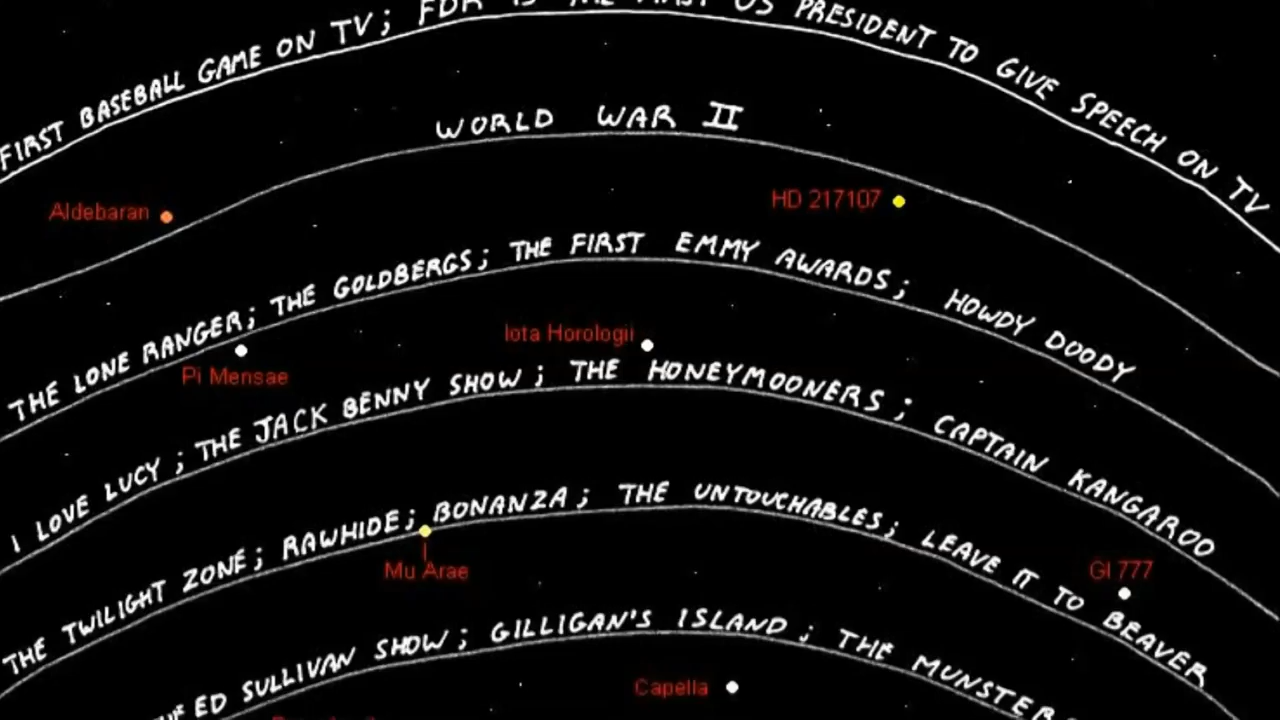 FIRST BASEBALL GAME ON TV; FDR IS THE FIRST US PRESIDENT TO GIVE SPEECH ON TV
WORLD WAR II
Aldebaran
HD 217107
THE LONE RANGER; THE GOLDBERGS; THE FIRST EMMY AWARDS; HOWDY DOODY
Iota Horologii
Pi Mensae
I LOVE LUCY; THE JACK BENNY SHOW; THE HONEYMOONERS; CAPTAIN KANGAROO
THE TWILIGHT ZONE; RAWHIDE; BONANZA; THE UNTOUCHABLES; LEAVE IT TO BEAVER
Mu Arae
Gl 777
THE ED SULLIVAN SHOW; GILLIGAN'S ISLAND; THE MUNSTERS
Capella